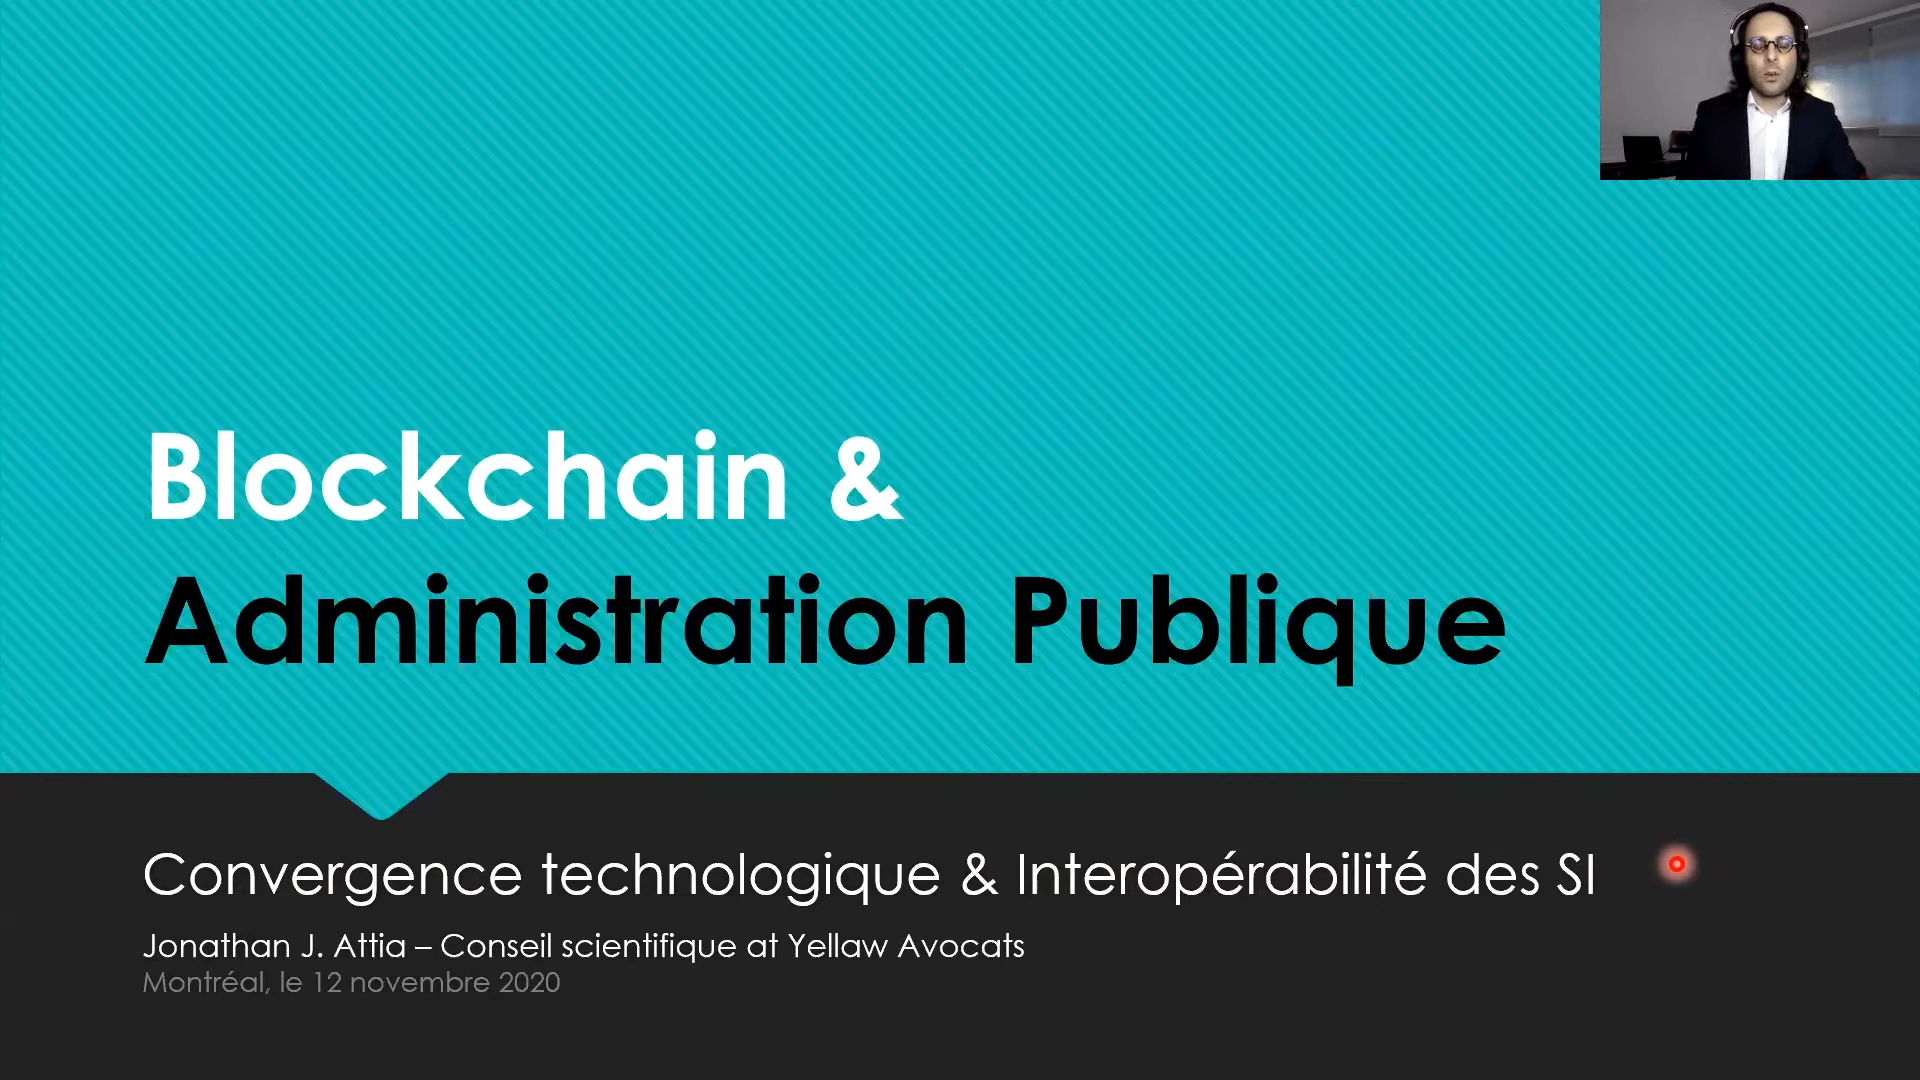 Blockchain &
Administration Publique
Convergence technologique & Interopérabilité des SI
Jonathan J. Attia – Conseil scientifique at Yellaw Avocats
Montréal, le 12 novembre 2020